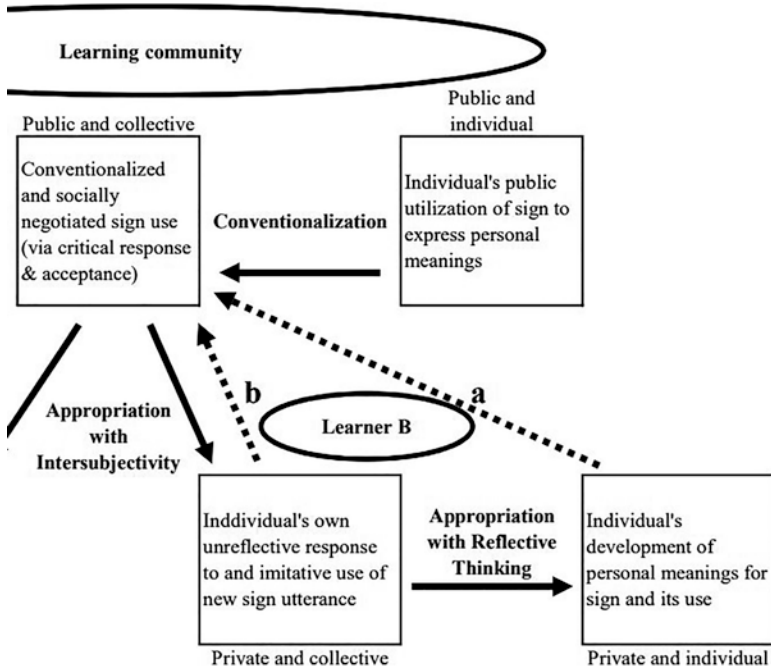 Learning community
Public and collective
Public and
individual
Conventionalized
and socially
negotiated sign use
(via critical response
& acceptance)
Conventionalization
Individual's public
utilization of sign to
express personal
meanings
b
a
Appropriation
with
Intersubjectivity
Learner B
Inddividual's own
unreflective response
to and imitative use of
new sign utterance
Appropriation
with Reflective
Thinking
Individual's
development of
personal meanings for
sign and its use
Private and collective
Private and individual